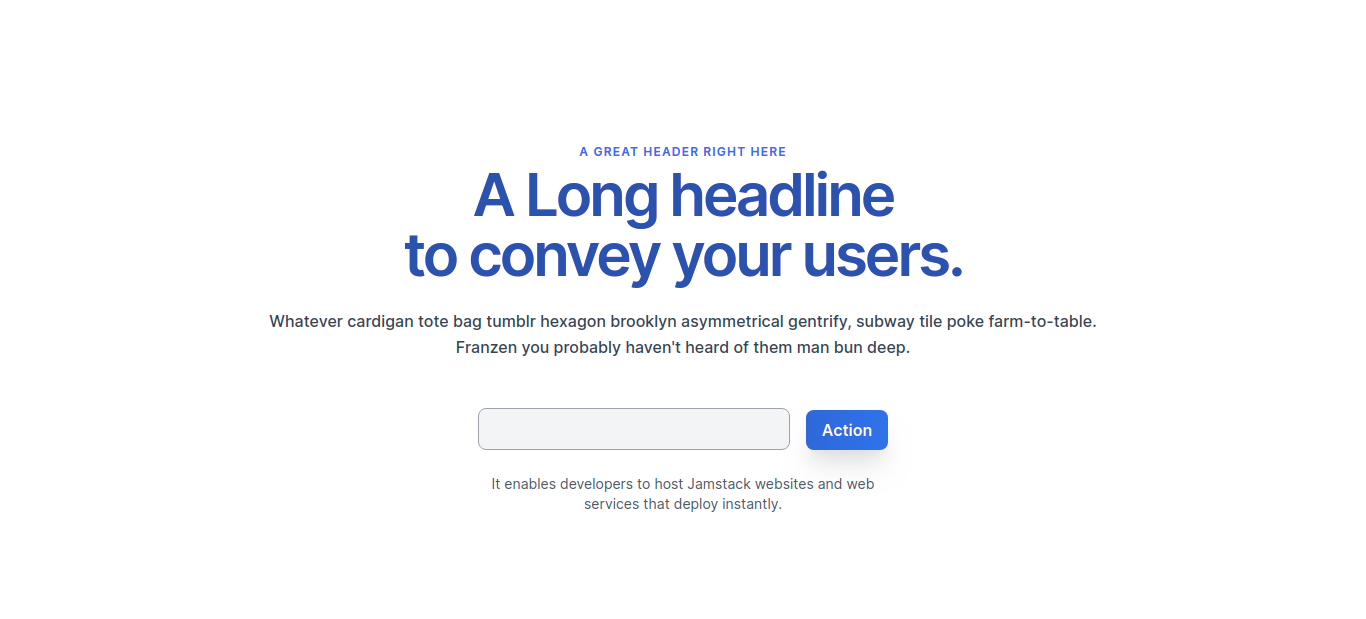 A GREAT HEADER RIGHT HERE
A Long headline
to convey your users.
Whatever cardigan tote bag tumblr hexagon brooklyn asymmetrical gentrify, subway tile poke farm-to-table.
Franzen you probably haven't heard of them man bun deep.
Action
It enables developers to host Jamstack websites and web
services that deploy instantly.